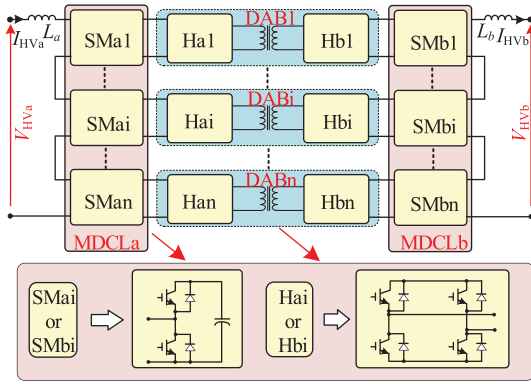 I_HVa L_a SMa1 Ha1 DAB1 Hb1 SMb1 L_b I_HVb
V_HVa SMai Hai DABi Hbi SMbi V_HVb
SMan Han DABn Hbn SMbn
MDCLa MDCLb
SMai
or
SMbi
Hai
or
Hbi